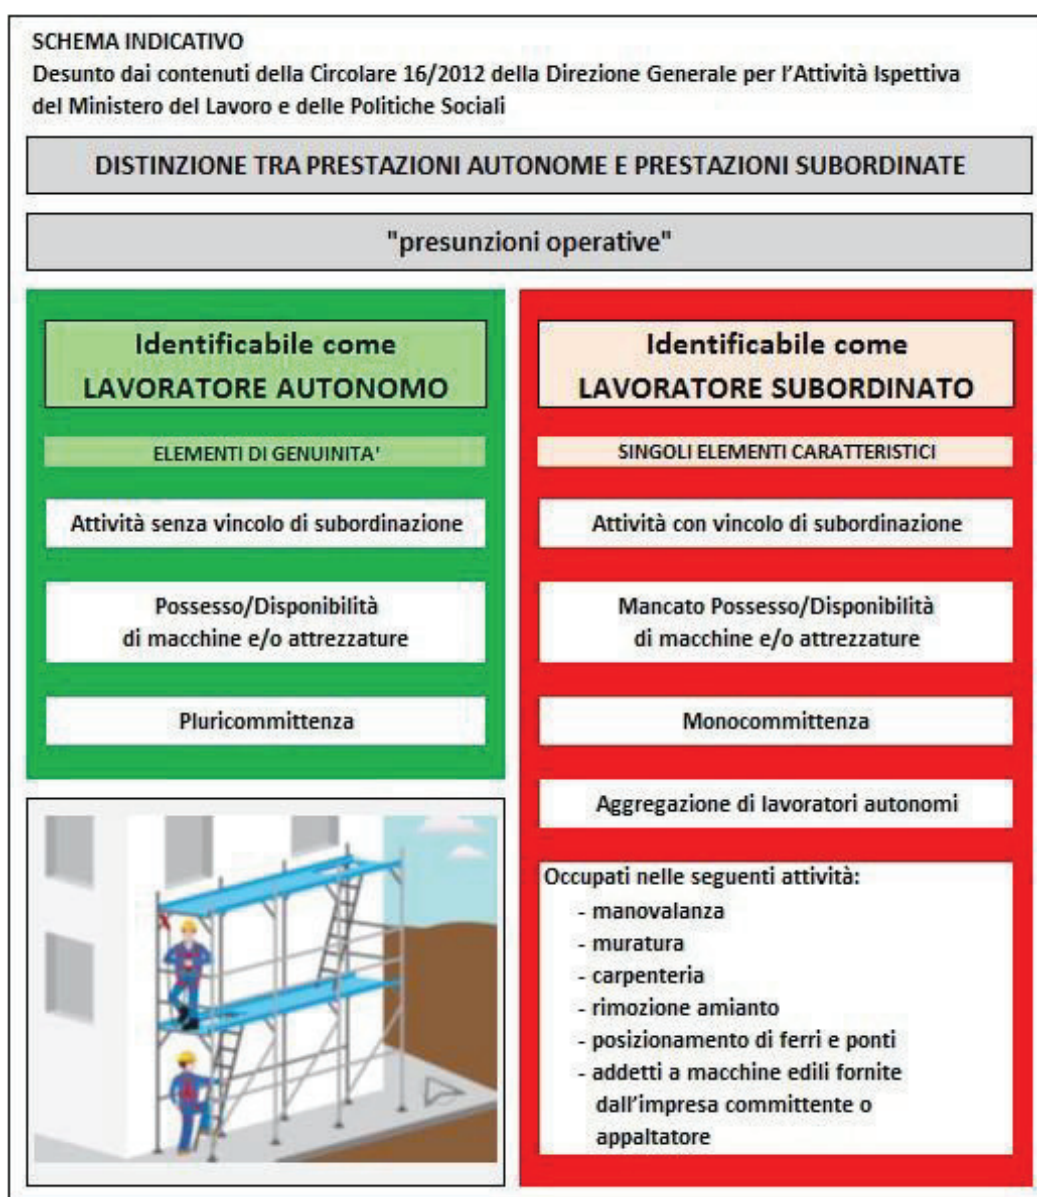 SCHEMA INDICATIVO
Desunto dai contenuti della Circolare 16/2012 della Direzione Generale per l'Attività Ispettiva
del Ministero del Lavoro e delle Politiche Sociali
DISTINZIONE TRA PRESTAZIONI AUTONOME E PRESTAZIONI SUBORDINATE
"presunzioni operative"
Identificabile come
LAVORATORE AUTONOMO
ELEMENTI DI GENUINITA'
Attività senza vincolo di subordinazione
Possesso/Disponibilità
di macchine e/o attrezzature
Pluricommittenza
Identificabile come
LAVORATORE SUBORDINATO
SINGOLI ELEMENTI CARATTERISTICI
Attività con vincolo di subordinazione
Mancato Possesso/Disponibilità
di macchine e/o attrezzature
Monocommittenza
Aggregazione di lavoratori autonomi
Occupati nelle seguenti attività:
- manovalanza
- muratura
- carpenteria
- rimozione amianto
- posizionamento di ferri e ponti
- addetti a macchine edili fornite
dall'impresa committente o
appaltatore